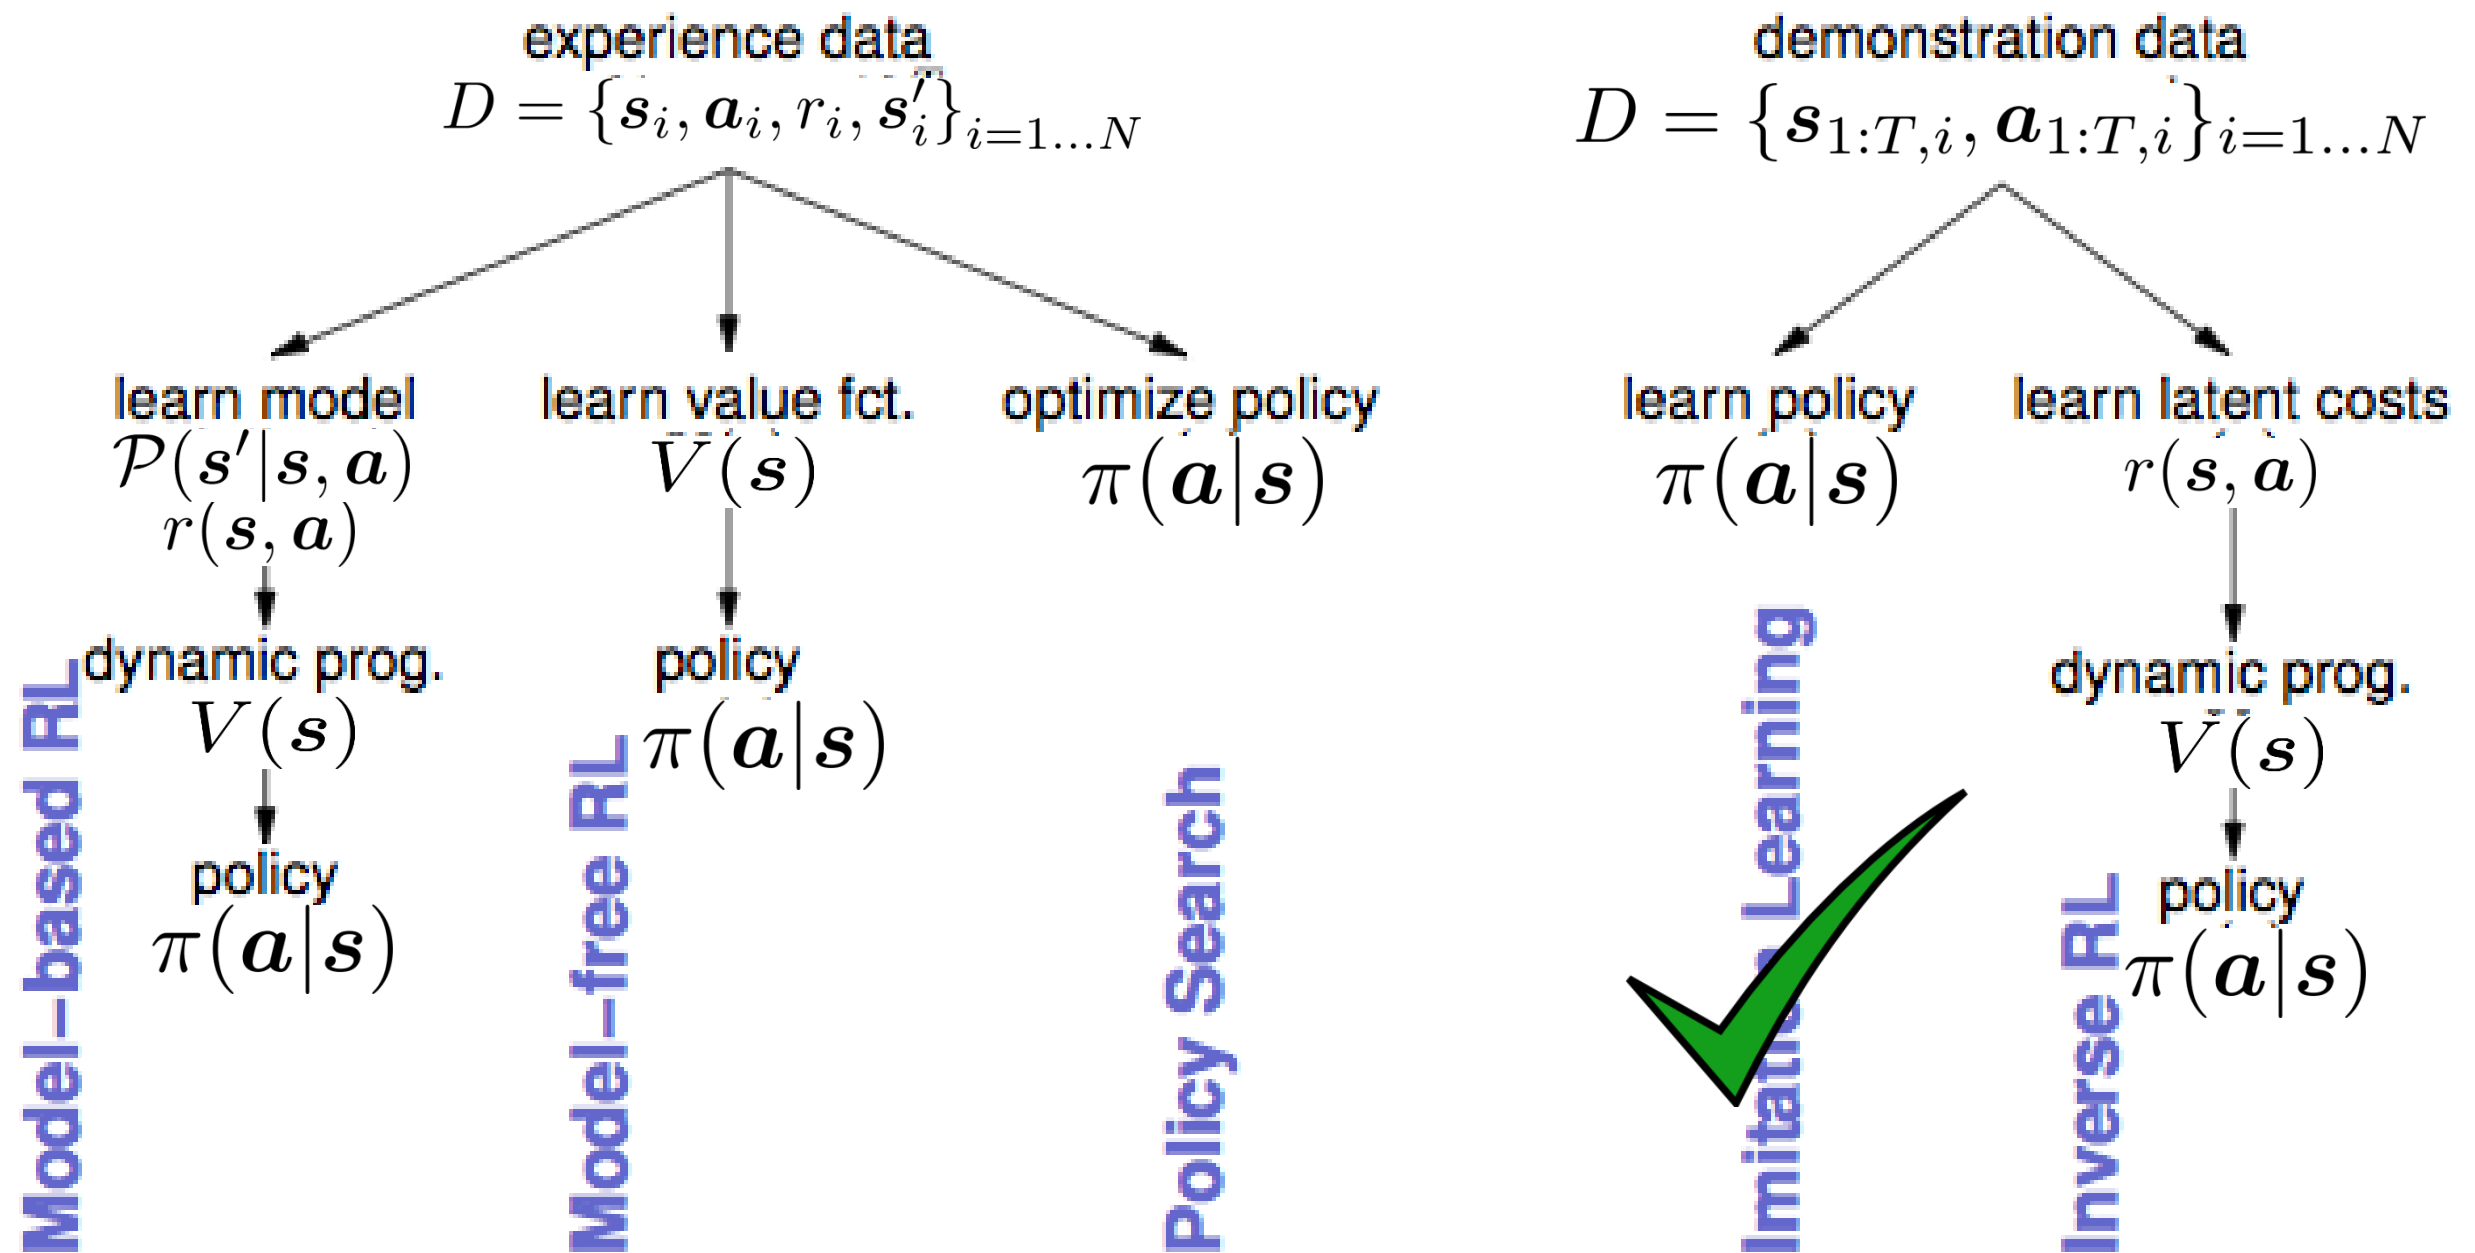 experience data
D = {s_i, a_i, r_i, s'_i}_{i=1...N}
learn model
P(s'|s, a)
r(s, a)
dynamic prog.
V(s)
policy
π(a|s)
Model-based RL
learn value fct.
V(s)
policy
π(a|s)
Model-free RL
optimize policy
π(a|s)
Policy Search
demonstration data
D = {s_{1:T,i}, a_{1:T,i}}_{i=1...N}
learn policy
π(a|s)
Imitation Learning
learn latent costs
r(s, a)
dynamic prog.
V(s)
policy
π(a|s)
Inverse RL